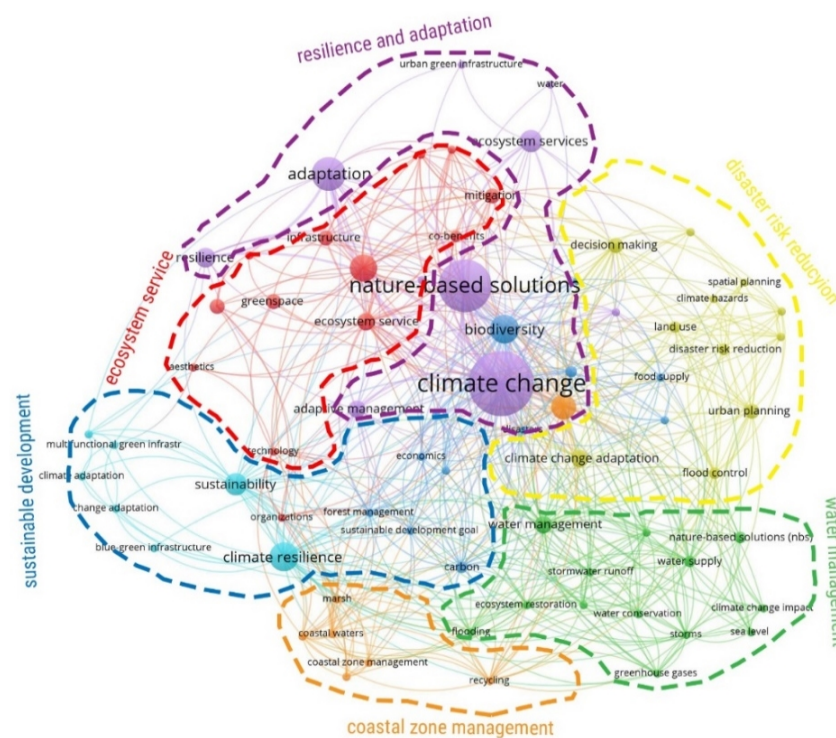 resilience and adaptation
urban green infrastructure
water
ecosystem services
adaptation
disaster risk reducyion
mitigation
infrastructure
co-benefits
decision making
resilience
ecosystem service
nature-based solutions
spatial planning
climate hazards
greenspace
ecosystem service
biodiversity
land use
disaster risk reduction
aesthetics
climate change
food supply
adaptive management
urban planning
disasters
sustainable development
multifunctional green infrastr
technology
economics
climate change adaptation
climate adaptation
sustainability
flood control
change adaptation
organizations
forest management
sustainable development goal
water management
nature-based solutions (nbs)
water management
blue-green infrastructure
climate resilience
carbon
stormwater runoff
water supply
marsh
ecosystem restoration
water conservation
climate change impact
coastal waters
flooding
storms
sea level
coastal zone management
recycling
greenhouse gases
coastal zone management